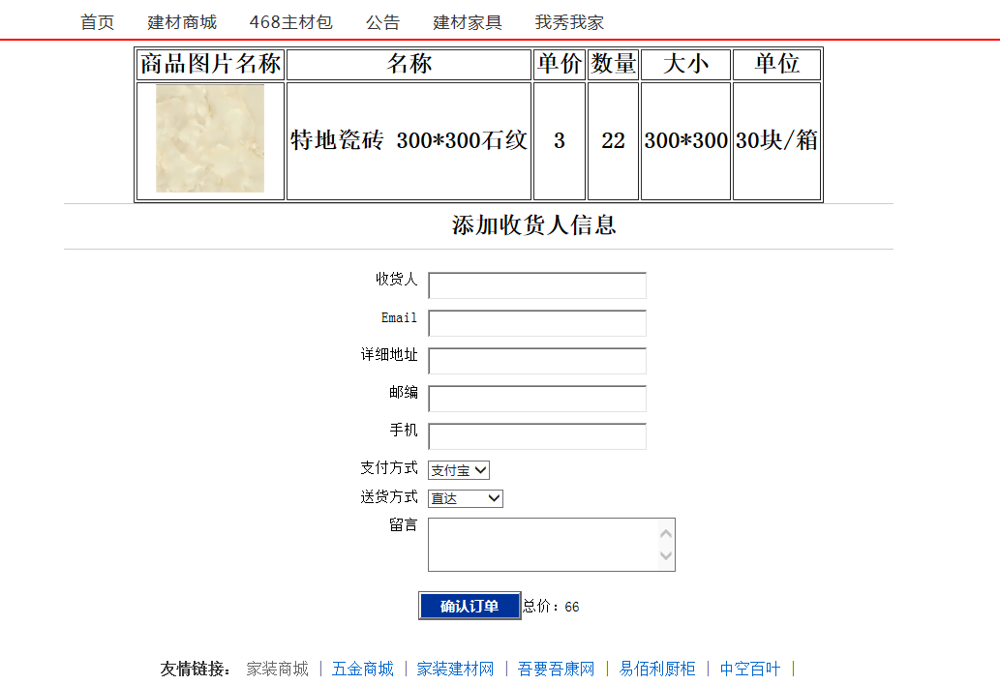 首页 建材商城 468主材包 公告 建材家具 我秀我家
商品图片名称 名称 单价 数量 大小 单位
特地瓷砖 300*300石纹 3 22 300*300 30块/箱
添加收货人信息
收货人
Email
详细地址
邮编
手机
支付方式 支付宝
送货方式 直达
留言
确认订单 总价：66
友情链接： 家装商城 | 五金商城 | 家装建材网 | 吾要吾康网 | 易佰利厨柜 | 中空百叶 |